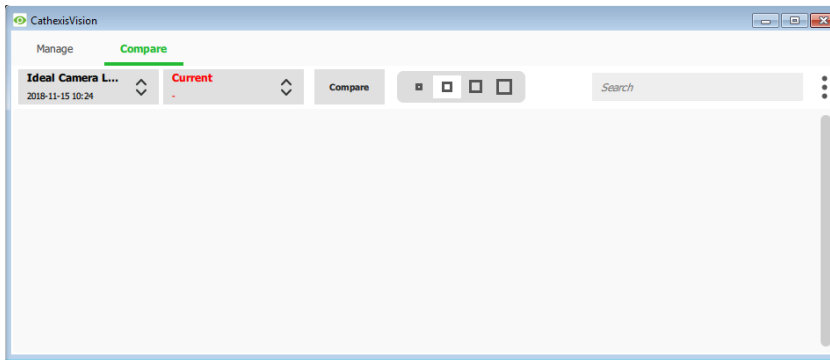 CathexisVision
Manage Compare
Ideal Camera L... Current Compare Search
2018-11-15 10:24 -